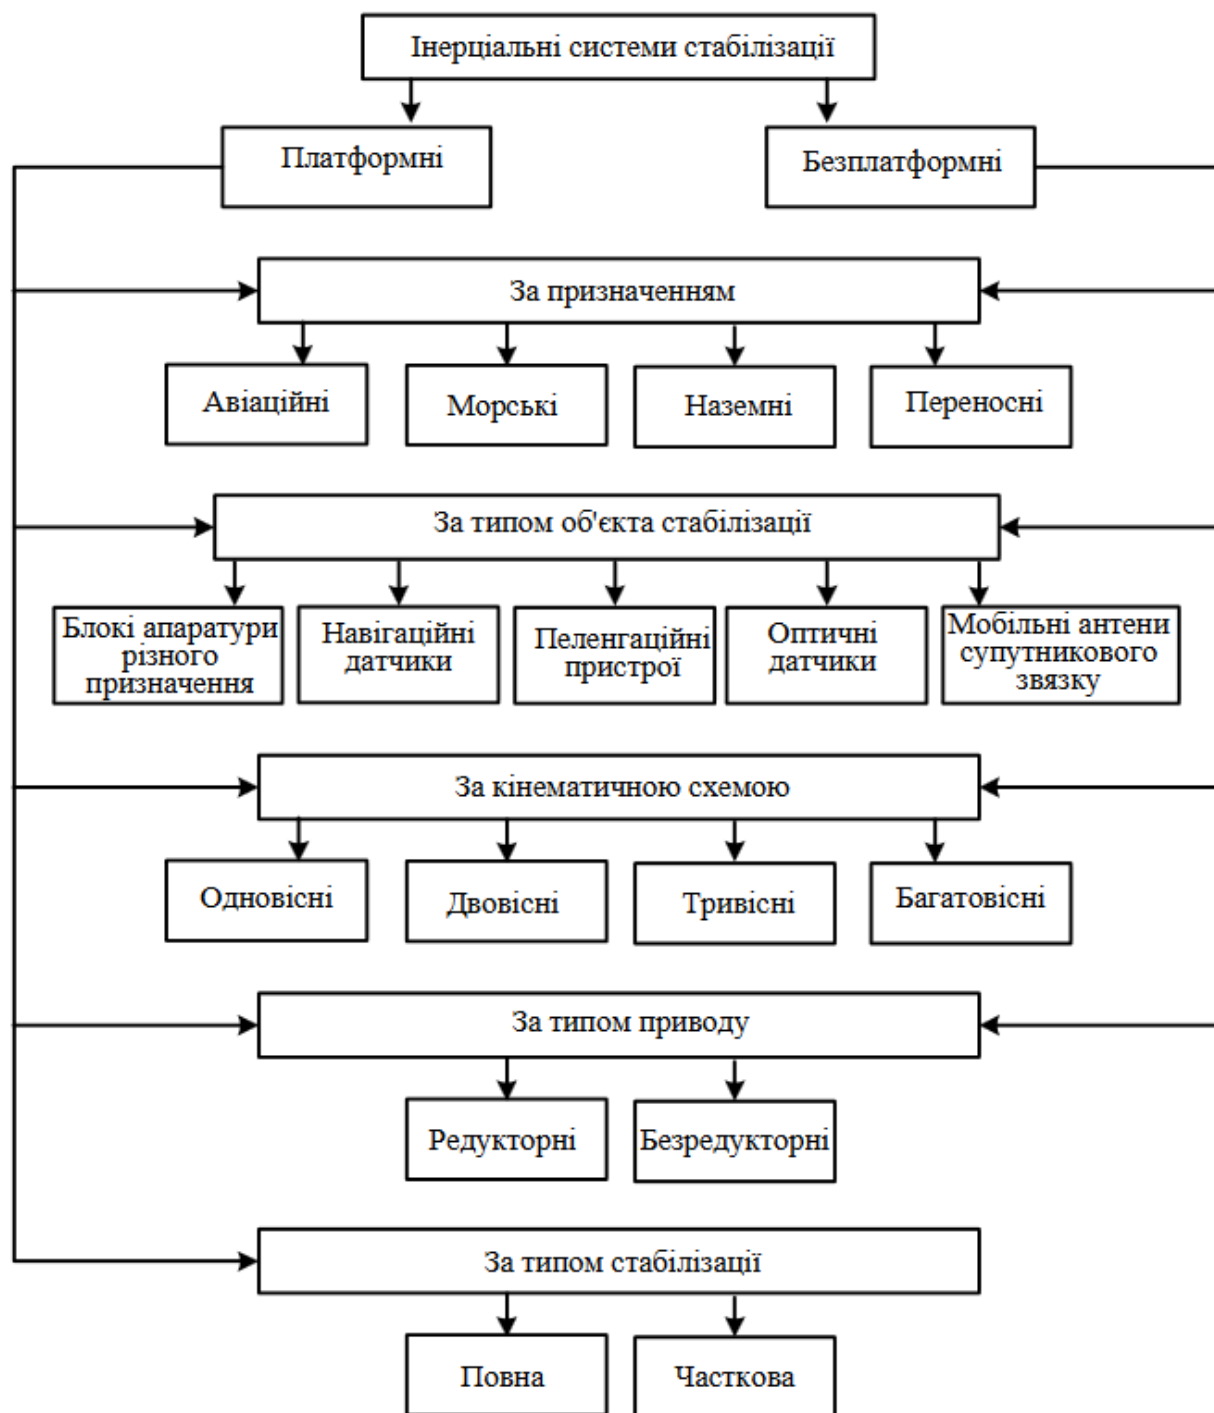 Інерціальні системи стабілізації
Платформні
Безплатформні
За призначенням
Авіаційні
Морські
Наземні
Переносні
За типом об'єкта стабілізації
Блокі апаратури
різного
призначення
Навігаційні
датчики
Пеленгаційні
пристрої
Оптичні
датчики
Мобільні антени
супутникового
звязку
За кінематичною схемою
Одновісні
Двовісні
Тривісні
Багатовісні
За типом приводу
Редукторні
Безредукторні
За типом стабілізації
Повна
Часткова